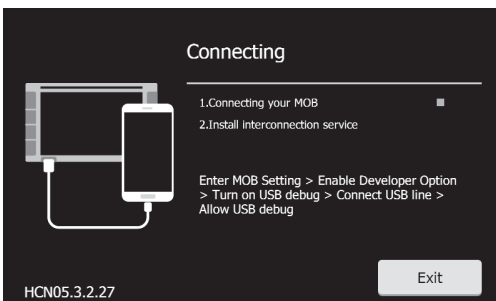 Connecting
1.Connecting your MOB
2.Install interconnection service
Enter MOB Setting > Enable Developer Option
> Turn on USB debug > Connect USB line >
Allow USB debug
Exit
HCN05.3.2.27